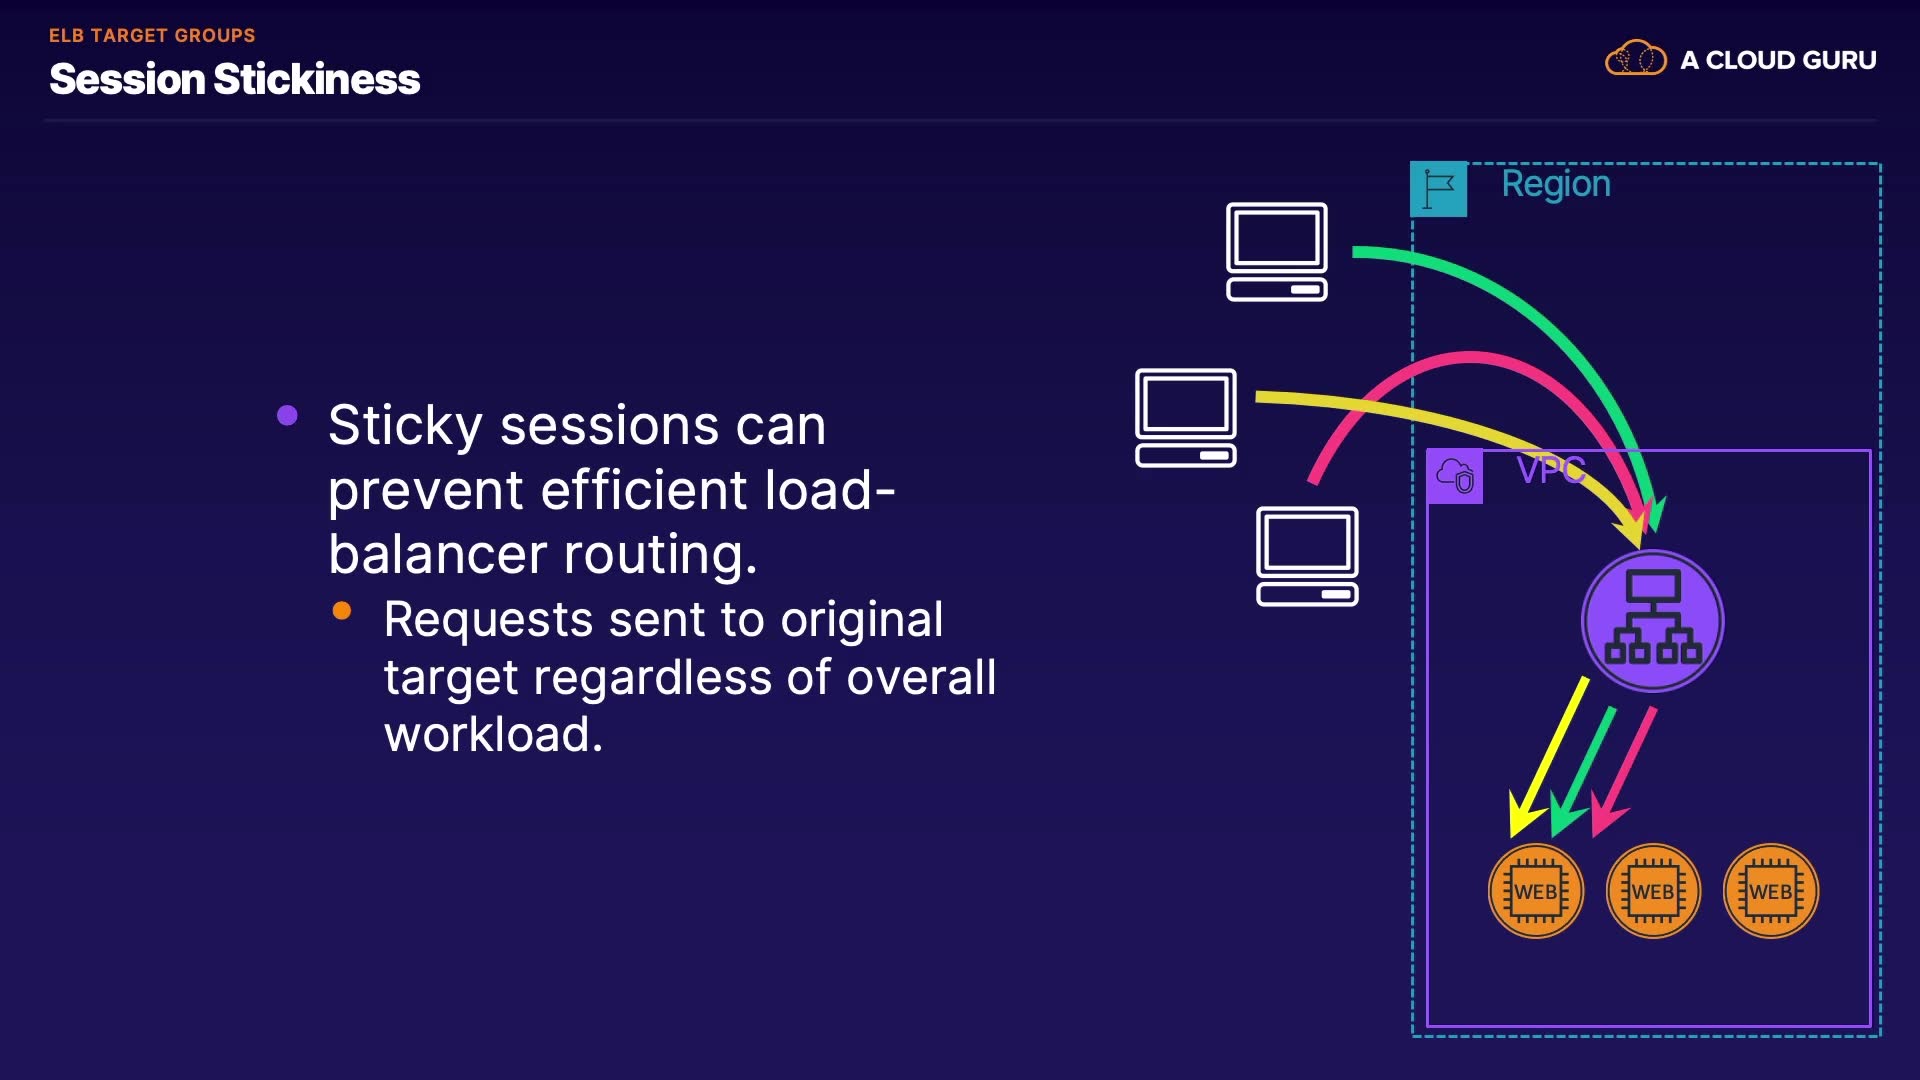 ELB TARGET GROUPS
Session Stickiness
A CLOUD GURU
Region
Sticky sessions can
prevent efficient load-
balancer routing.
Requests sent to original
target regardless of overall
workload.
VPC
WEB
WEB
WEB